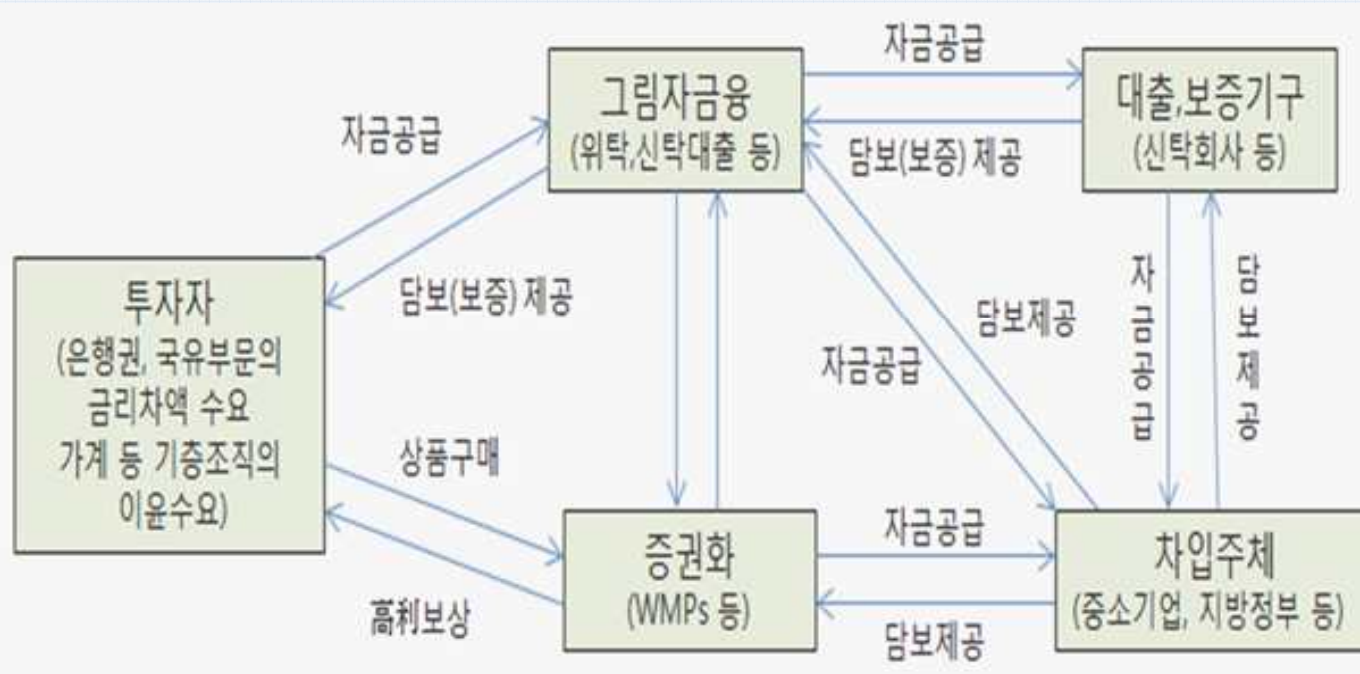 자금공급
그림자금융
(위탁,신탁대출 등)
대출,보증기구
(신탁회사 등)
자금공급
담보(보증) 제공
담보(보증) 제공
투자자
(은행권, 국유부문의
금리차액 수요
가계 등 기층조직의
이윤수요)
담보제공
자금공급
자금공급
담보제공
상품구매
증권화
(WMPs 등)
자금공급
차입주체
(중소기업, 지방정부 등)
高利보상
담보제공